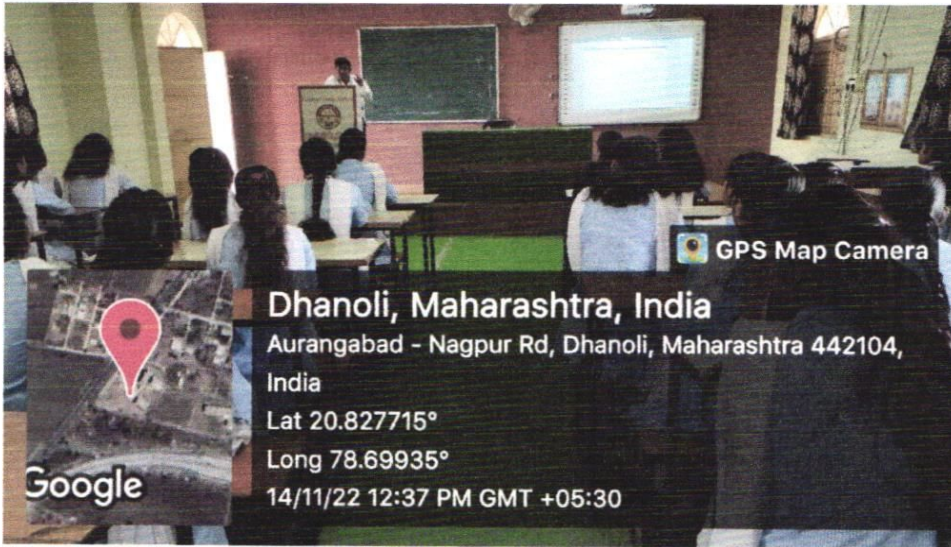 GPS Map Camera
Dhanoli, Maharashtra, India
Aurangabad - Nagpur Rd, Dhanoli, Maharashtra 442104,
India
Lat 20.827715°
Long 78.69935°
14/11/22 12:37 PM GMT +05:30
Google